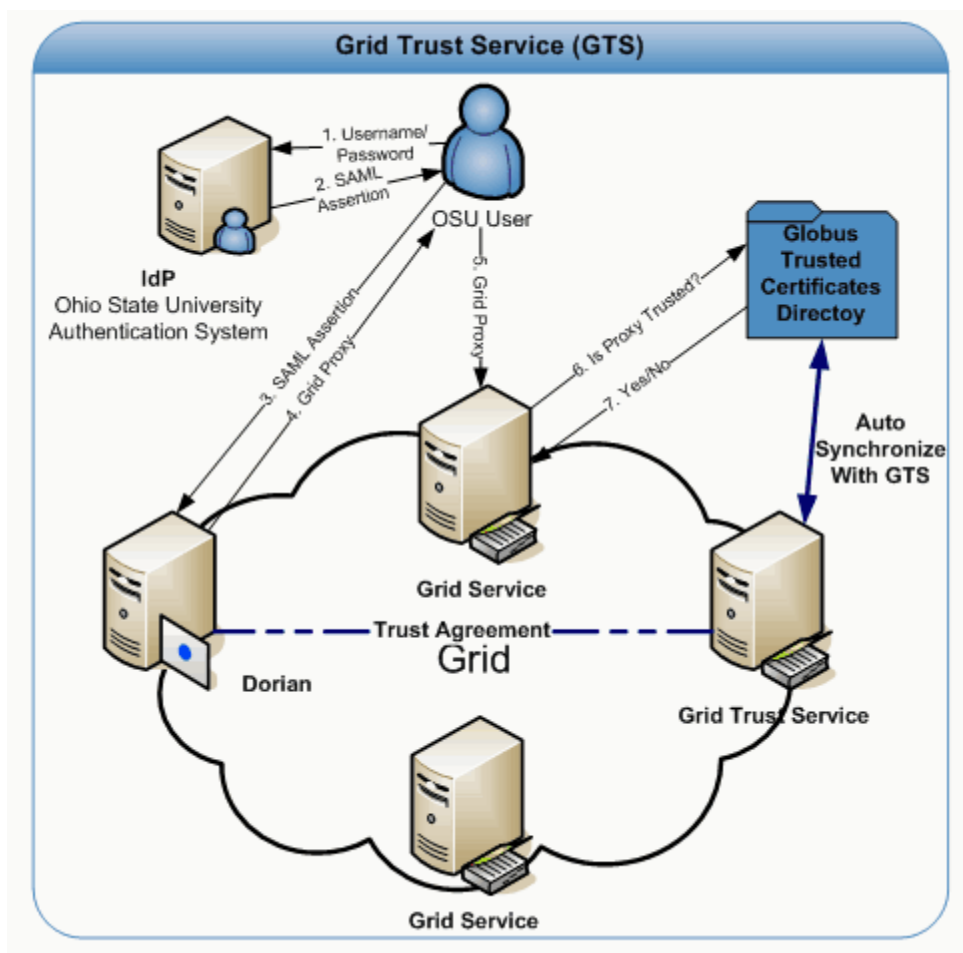 Grid Trust Service (GTS)
1. Username/
Password
2. SAML
Assertion
OSU User
IdP
Ohio State University
Authentication System
3. SAML Assertion
4. Grid Proxy
5. Grid Proxy
6. Is Proxy Trusted?
7. Yes/No
Globus
Trusted
Certificates
Directoy
Auto
Synchronize
With GTS
Grid Service
Trust Agreement
Grid
Dorian
Grid Trust Service
Grid Service